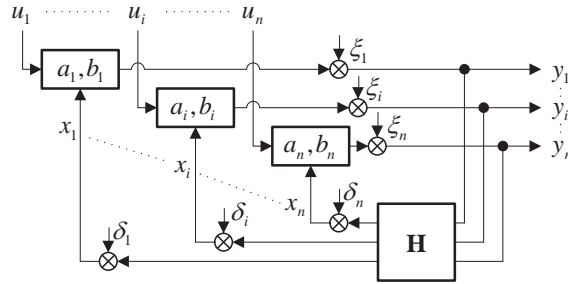 u₁ ········ uᵢ ········ uₙ
a₁,b₁ ξ₁ y₁
aᵢ,bᵢ ξᵢ yᵢ
x₁ aₙ,bₙ ξₙ yₙ
xᵢ
xₙ δₙ
δᵢ H
δ₁